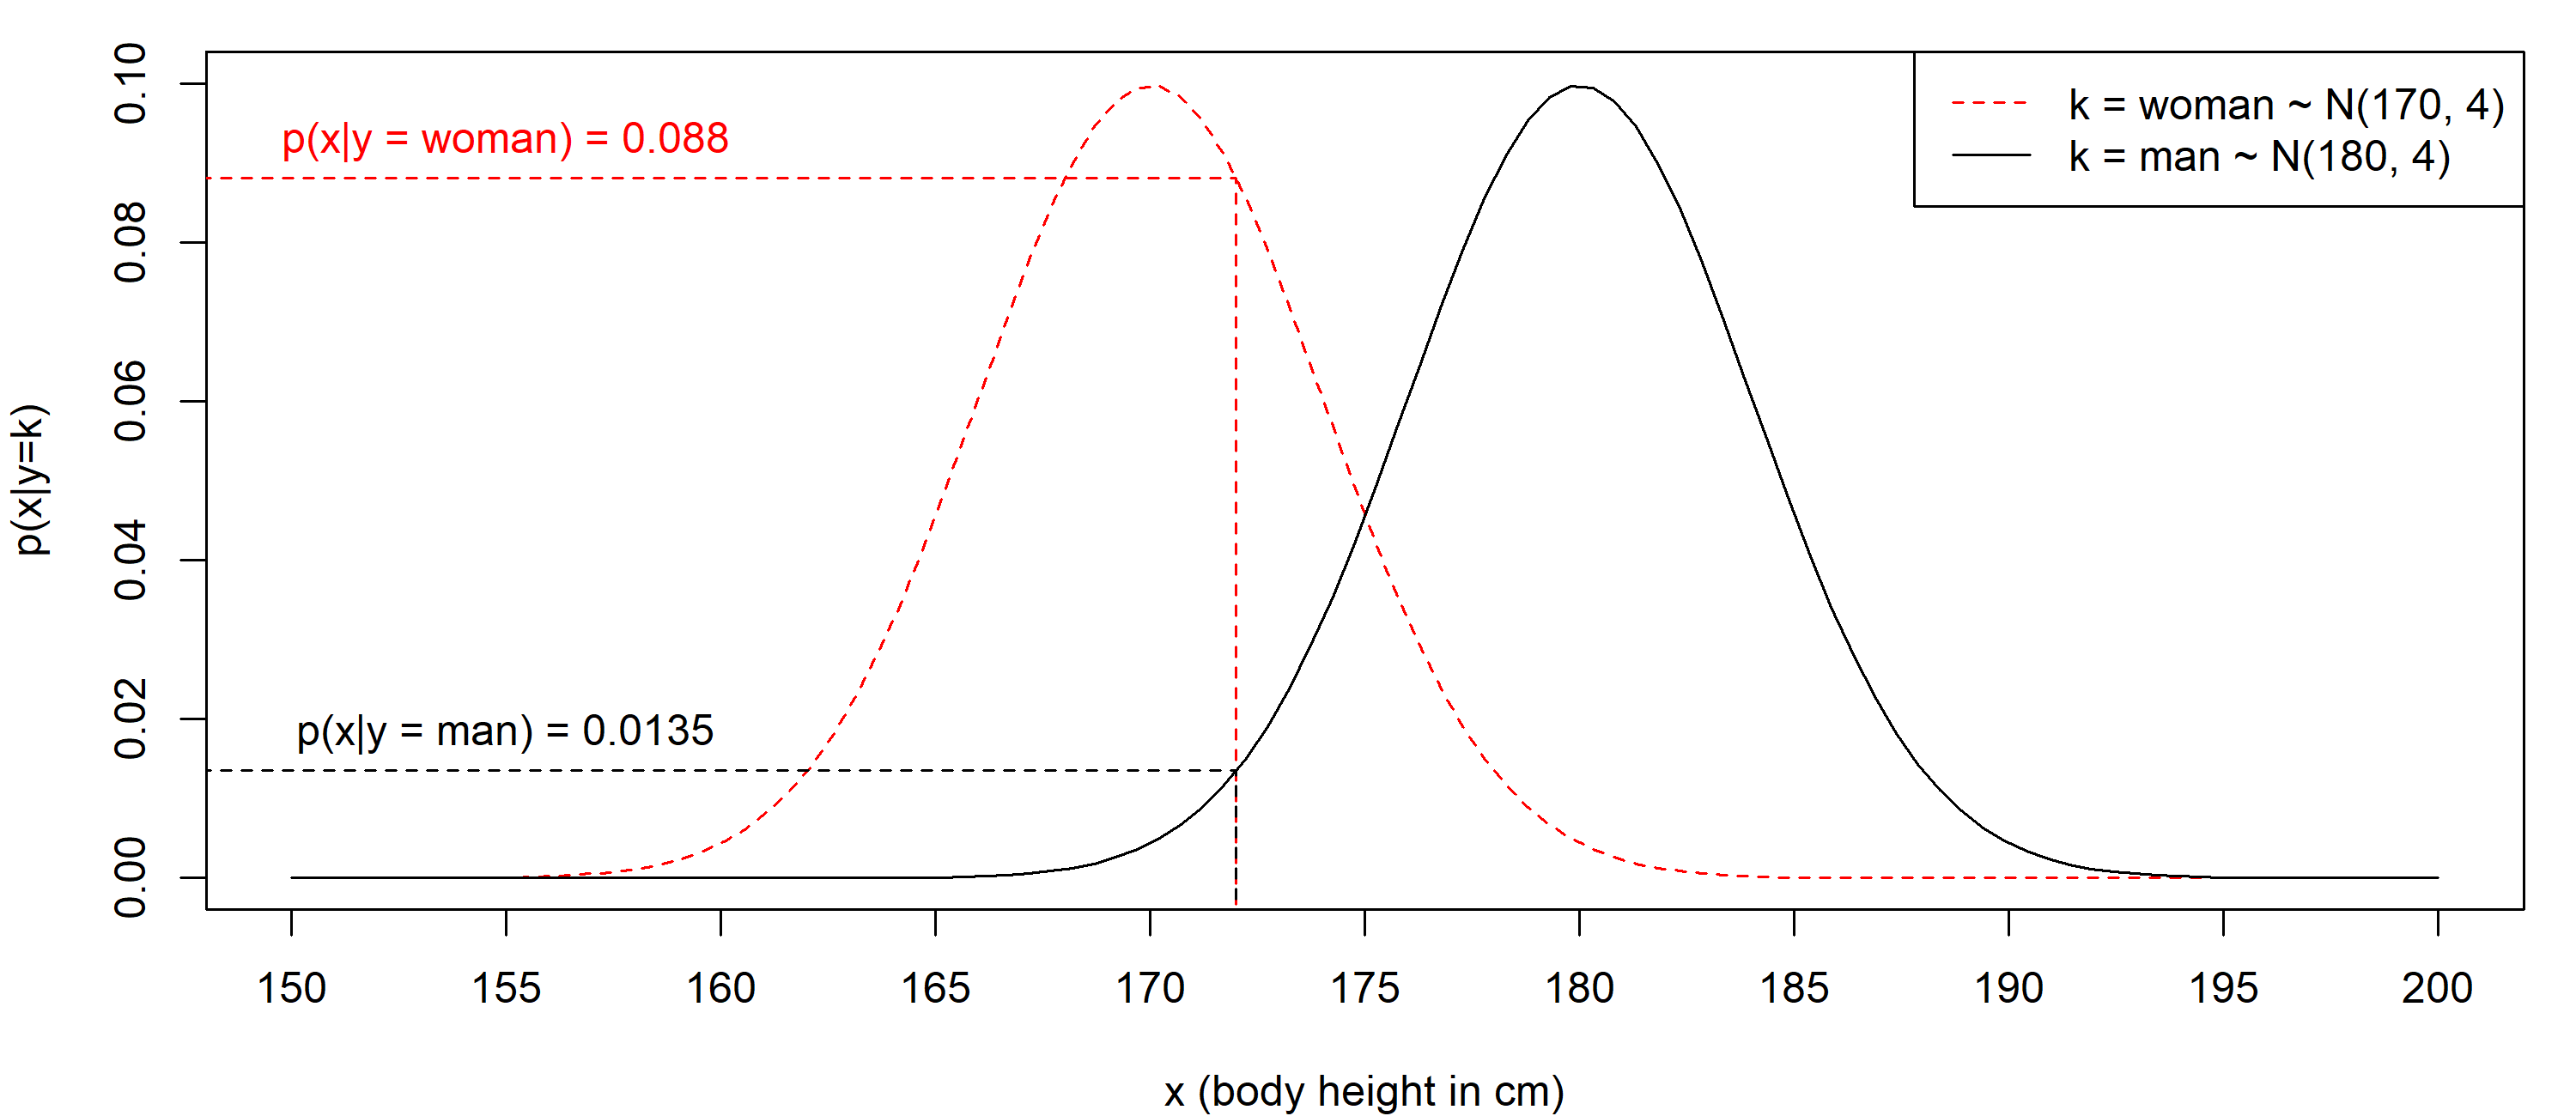 k = woman ~ N(170, 4)
k = man ~ N(180, 4)
p(x|y = woman) = 0.088
p(x|y = man) = 0.0135
p(x|y=k)
0.10
0.08
0.06
0.04
0.02
0.00
150 155 160 165 170 175 180 185 190 195 200
x (body height in cm)